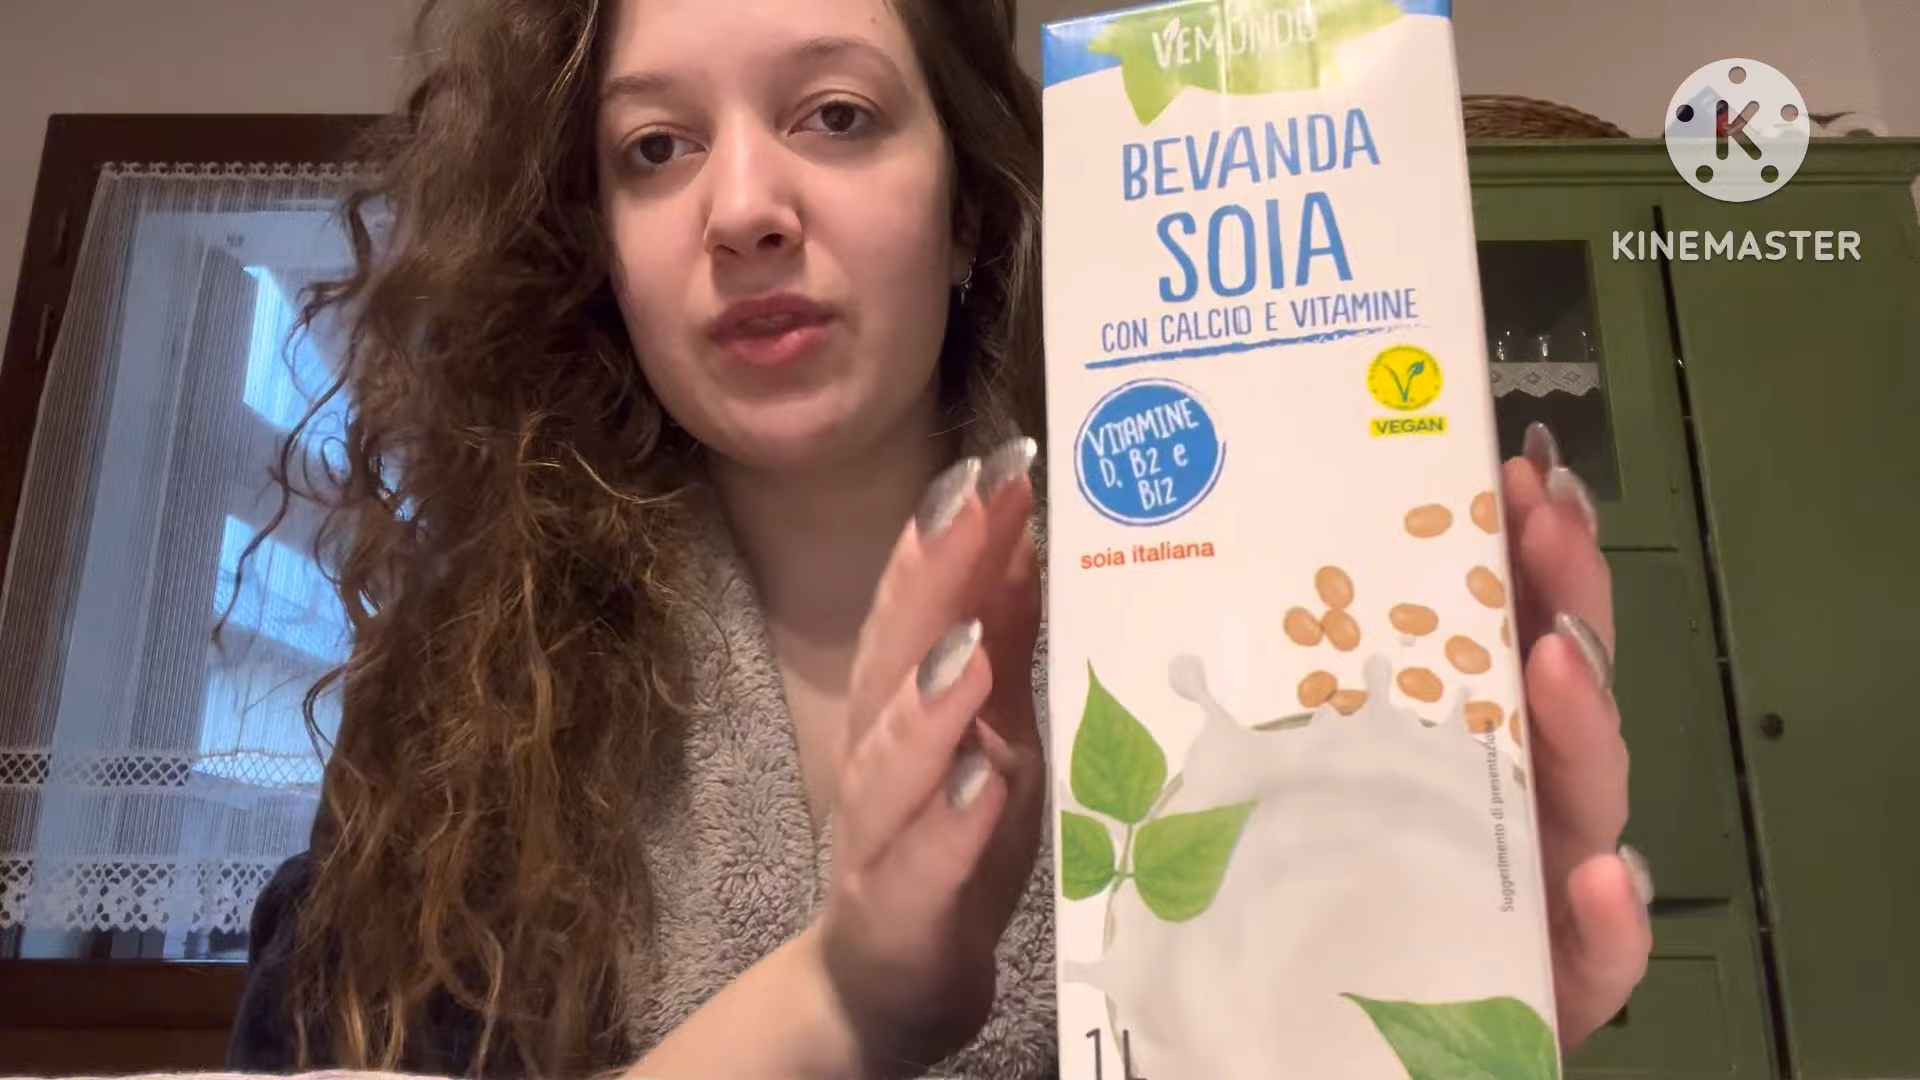 VEMONDO
BEVANDA
SOIA
CON CALCIO E VITAMINE
VITAMINE
D, B2 e
B12
VEGAN
soia italiana
Suggerimento di presentazione
1L
K
KINEMASTER